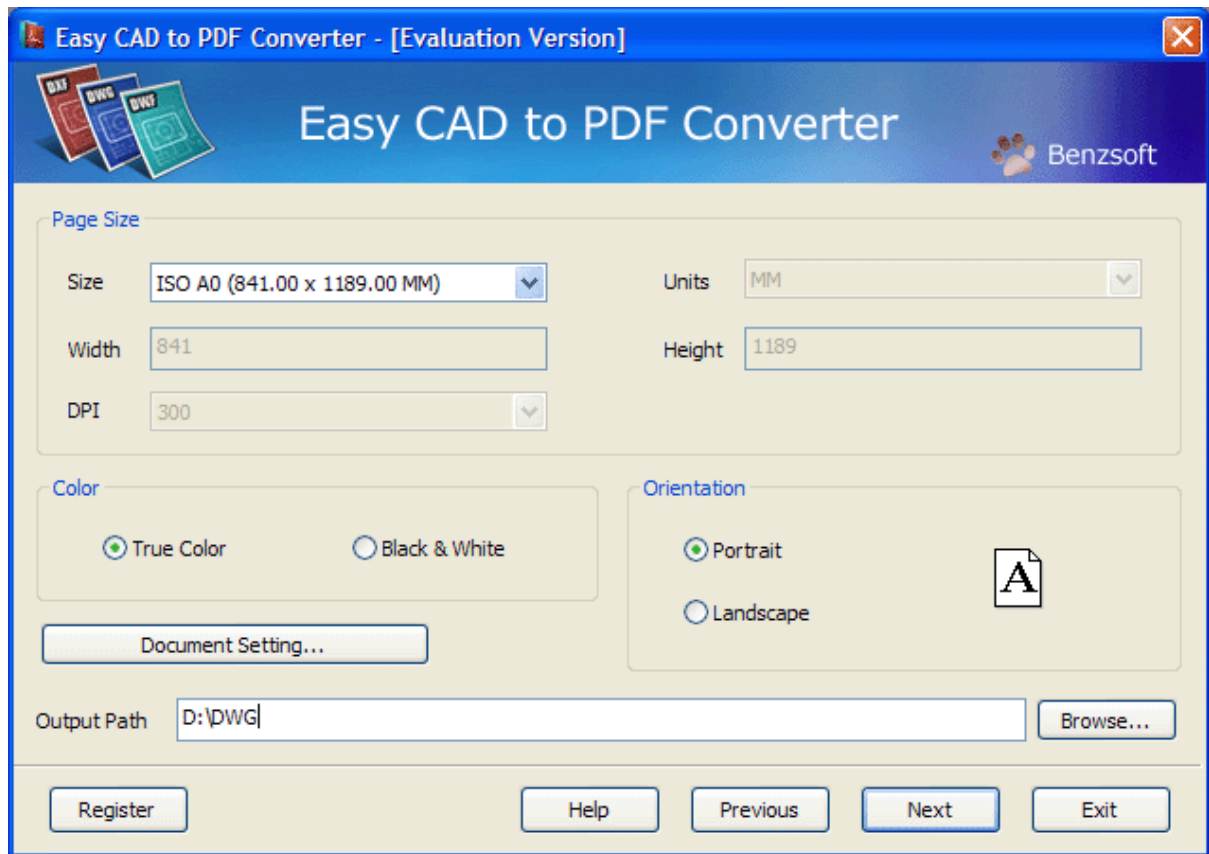 Easy CAD to PDF Converter - [Evaluation Version]
DXF
DWG
DWF
Easy CAD to PDF Converter
Benzsoft
Page Size
Size ISO A0 (841.00 x 1189.00 MM) Units MM
Width 841 Height 1189
DPI 300
Color
True Color Black & White
Orientation
Portrait
A
Landscape
Document Setting...
Output Path D:\DWG Browse...
Register Help Previous Next Exit